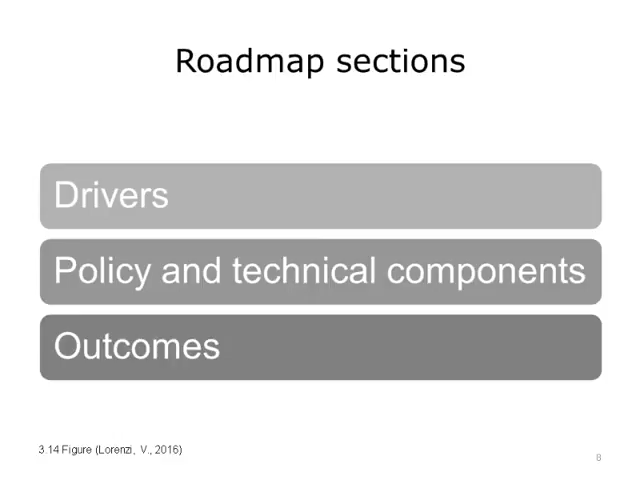 Roadmap sections
Drivers
Policy and technical components
Outcomes
3.14 Figure (Lorenzi, V., 2016)
8